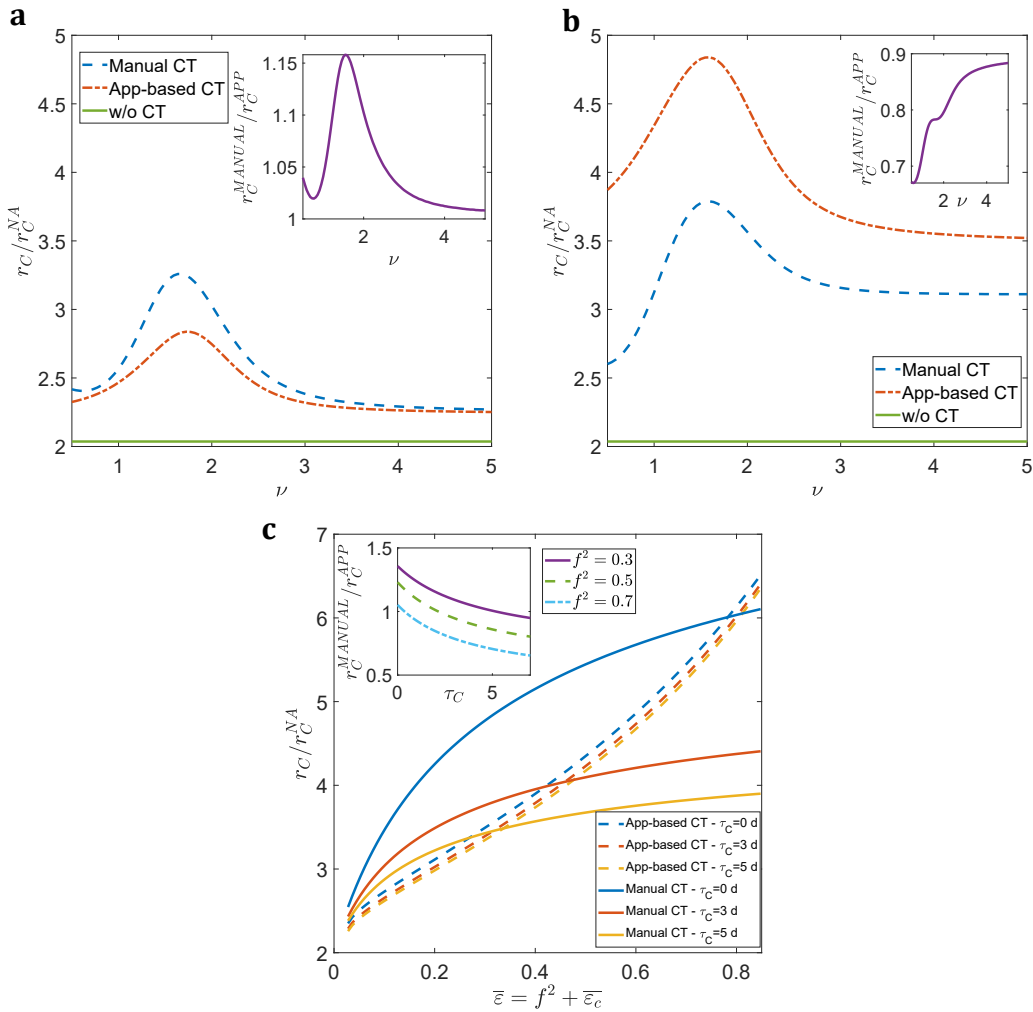 a
5
4.5
4
3.5
3
2.5
2
1
2
3
4
5
r_C/r_C^{NA}
ν
Manual CT
App-based CT
w/o CT
1.15
1.1
1.05
1
2
4
r_C^{MANUAL}/r_C^{APP}
ν
b
5
4.5
4
3.5
3
2.5
2
1
2
3
4
5
r_C/r_C^{NA}
ν
0.9
0.8
0.7
2
ν
4
r_C^{MANUAL}/r_C^{APP}
Manual CT
App-based CT
w/o CT
c
7
6
5
4
3
2
0
0.2
0.4
0.6
0.8
r_C/r_C^{NA}
ε̅ = f² + ε̅_c̅
1.5
1
0.5
0
τ_C
5
r_C^{MANUAL}/r_C^{APP}
f² = 0.3
f² = 0.5
f² = 0.7
App-based CT - τ_C=0 d
App-based CT - τ_C=3 d
App-based CT - τ_C=5 d
Manual CT - τ_C=0 d
Manual CT - τ_C=3 d
Manual CT - τ_C=5 d